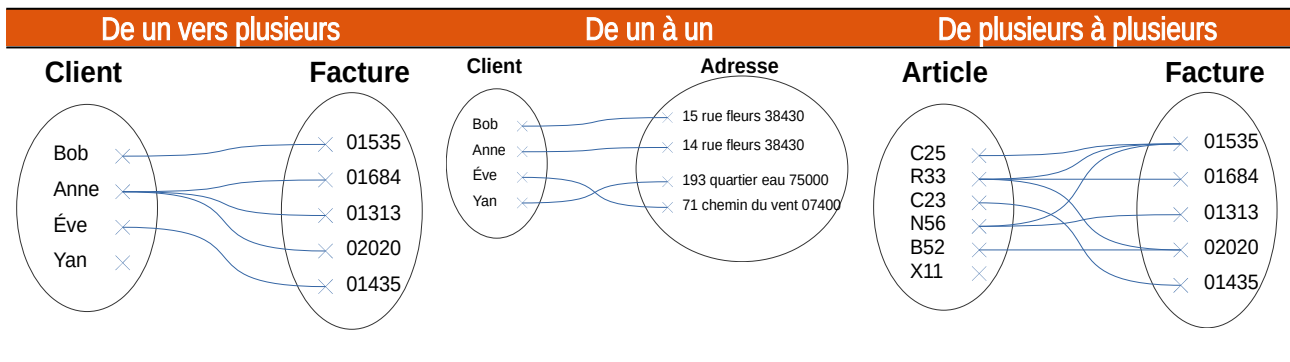 De un vers plusieurs
De un à un
De plusieurs à plusieurs
Client
Facture
Bob
Anne
Éve
Yan
01535
01684
01313
02020
01435
Client
Adresse
Bob
Anne
Éve
Yan
15 rue fleurs 38430
14 rue fleurs 38430
193 quartier eau 75000
71 chemin du vent 07400
Article
Facture
C25
R33
C23
N56
B52
X11
01535
01684
01313
02020
01435